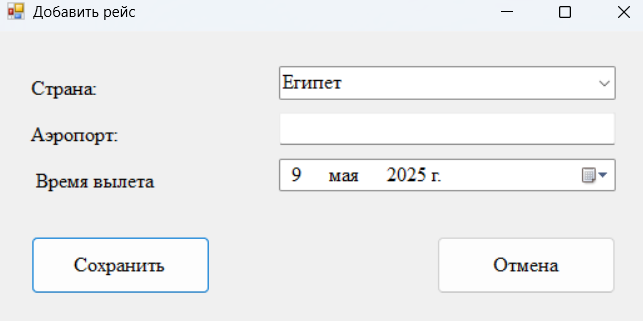 Добавить рейс
Страна:
Египет
Аэропорт:
Время вылета
9 мая 2025 г.
Сохранить
Отмена